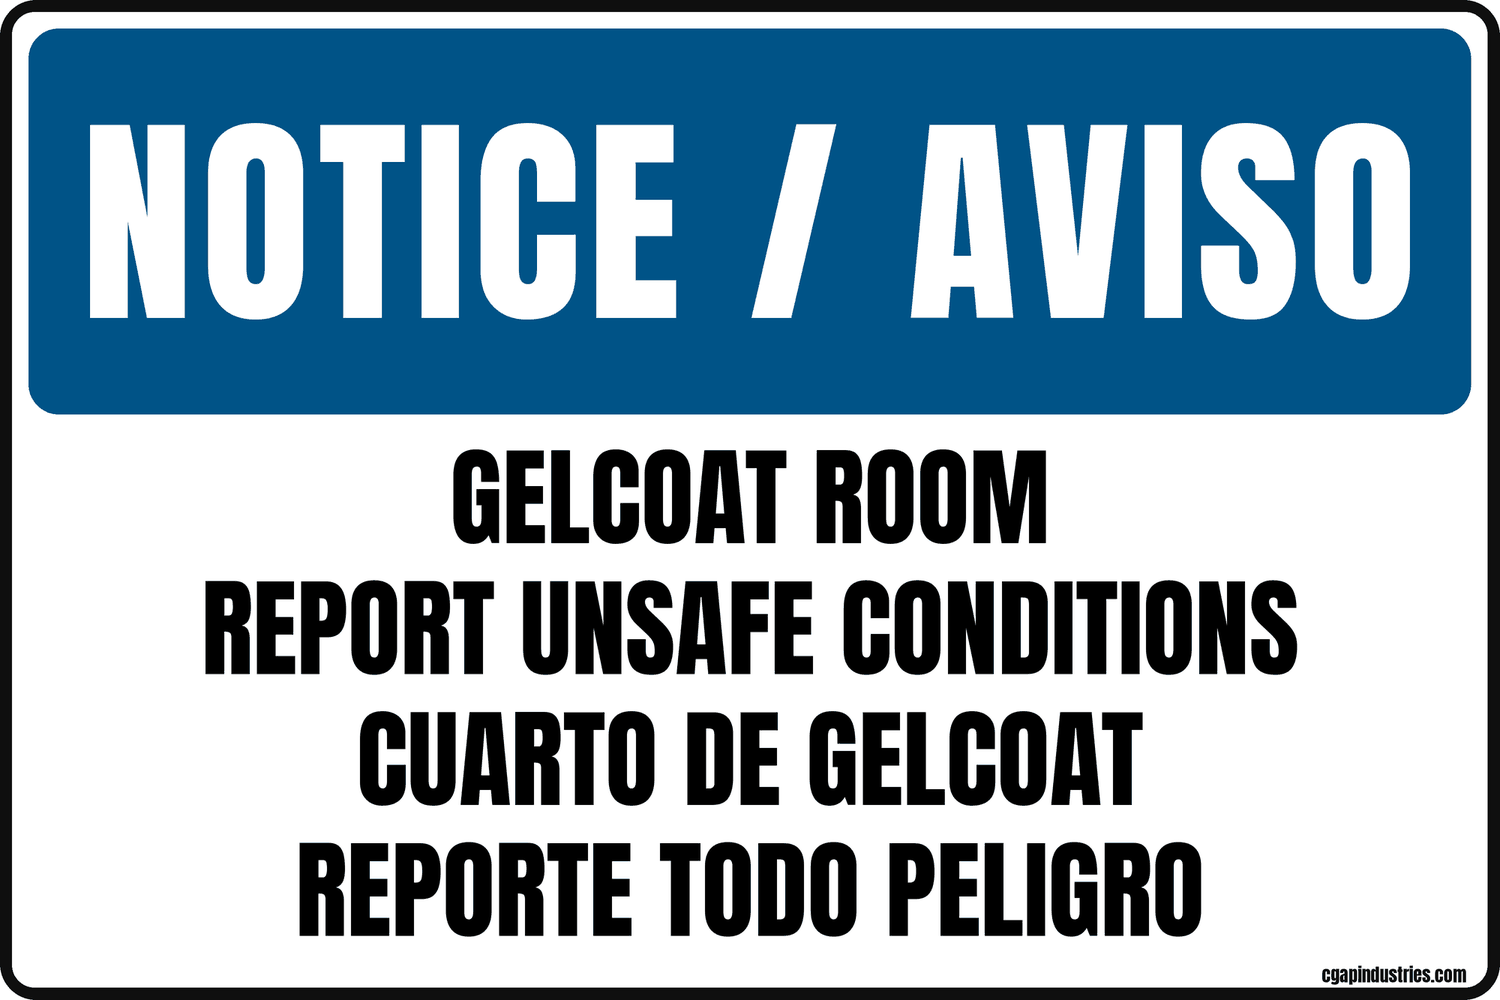 NOTICE / AVISO
GELCOAT ROOM
REPORT UNSAFE CONDITIONS
CUARTO DE GELCOAT
REPORTE TODO PELIGRO
cgapindustries.com